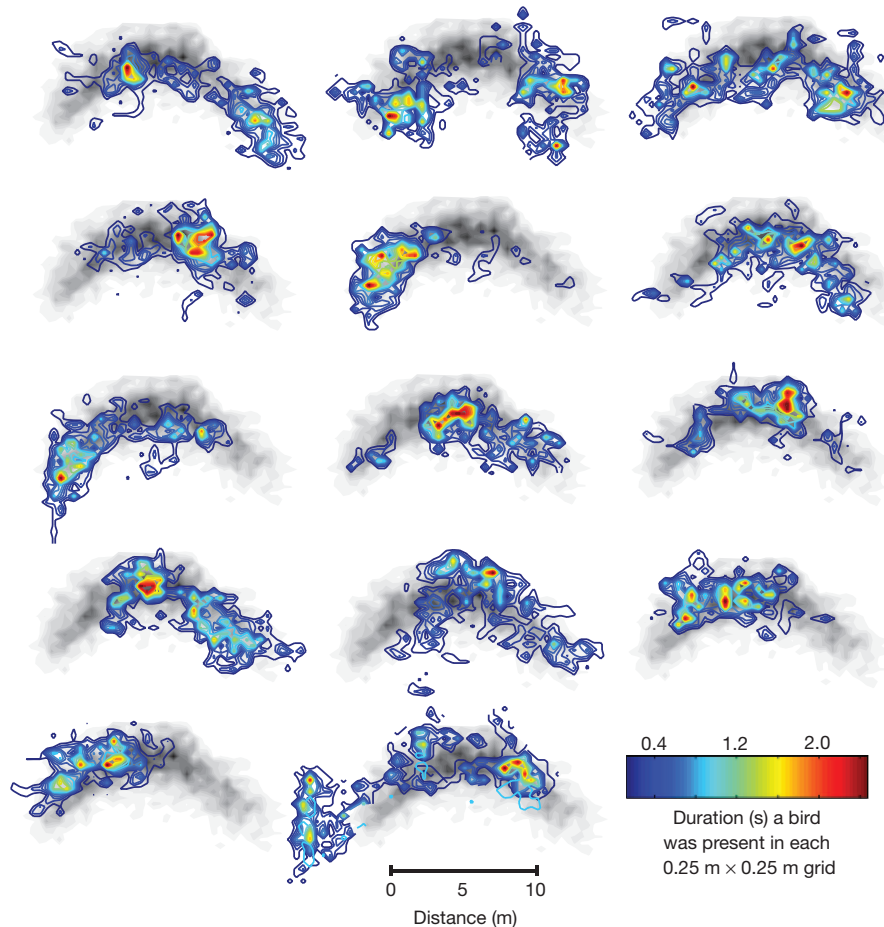 0.4 1.2 2.0
Duration (s) a bird
was present in each
0.25 m × 0.25 m grid
0 5 10
Distance (m)